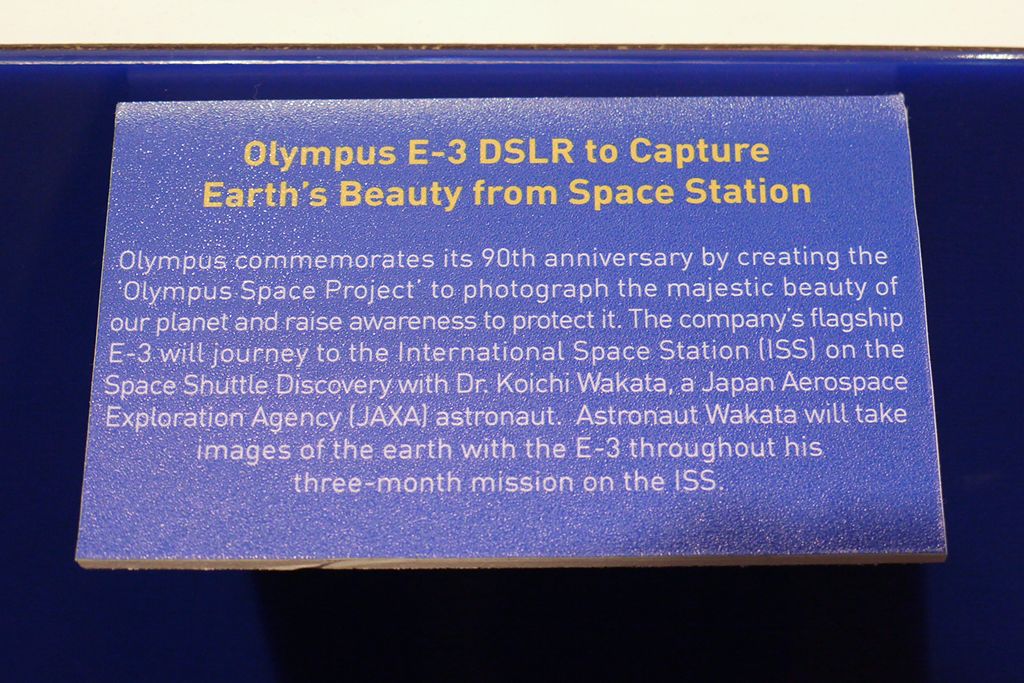 Olympus E-3 DSLR to Capture
Earth's Beauty from Space Station
Olympus commemorates its 90th anniversary by creating the
'Olympus Space Project' to photograph the majestic beauty of
our planet and raise awareness to protect it. The company's flagship
E-3 will journey to the International Space Station (ISS) on the
Space Shuttle Discovery with Dr. Koichi Wakata, a Japan Aerospace
Exploration Agency (JAXA) astronaut. Astronaut Wakata will take
images of the earth with the E-3 throughout his
three-month mission on the ISS.